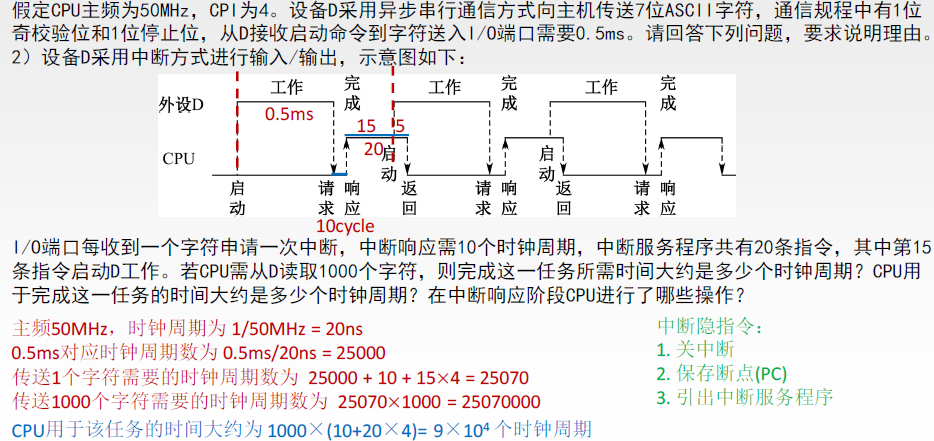 假定CPU主频为50MHz，CPI为4。设备D采用异步串行通信方式向主机传送7位ASCII字符，通信规程中有1位
奇校验位和1位停止位，从D接收启动命令到字符送入I/O端口需要0.5ms。请回答下列问题，要求说明理由。
2）设备D采用中断方式进行输入/输出，示意图如下：
工作 完成 工作 完成 工作 完成
外设D
0.5ms
15 5
20 启动 启动
CPU
启动 请求 响应 返回 请求 响应 返回 请求 响应
10cycle
I/O端口每收到一个字符申请一次中断，中断响应需10个时钟周期，中断服务程序共有20条指令，其中第15
条指令启动D工作。若CPU需从D读取1000个字符，则完成这一任务所需时间大约是多少个时钟周期？CPU用
于完成这一任务的时间大约是多少个时钟周期？在中断响应阶段CPU进行了哪些操作？
主频50MHz，时钟周期为 1/50MHz = 20ns
0.5ms对应时钟周期数为 0.5ms/20ns = 25000
传送1个字符需要的时钟周期数为 25000 + 10 + 15×4 = 25070
传送1000个字符需要的时钟周期数为 25070×1000 = 25070000
CPU用于该任务的时间大约为 1000×(10+20×4)= 9×10⁴ 个时钟周期
中断隐指令：
1. 关中断
2. 保存断点(PC)
3. 引出中断服务程序